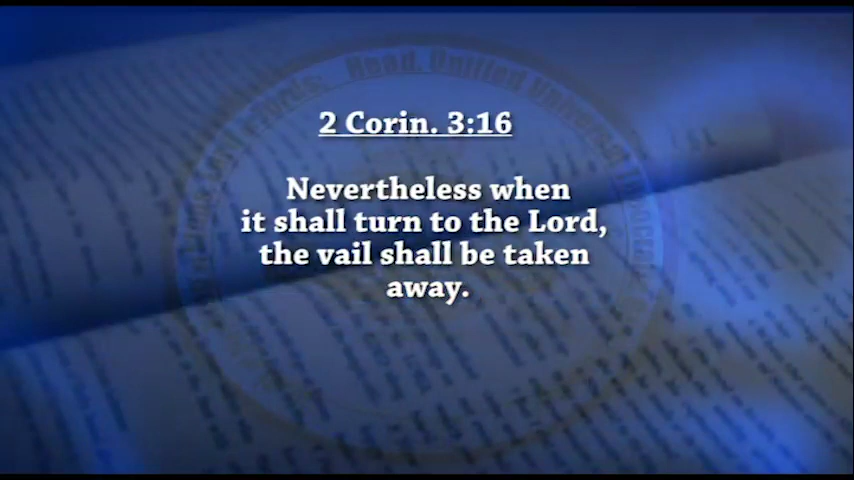 2 Corin. 3:16
Nevertheless when
it shall turn to the Lord,
the vail shall be taken
away.